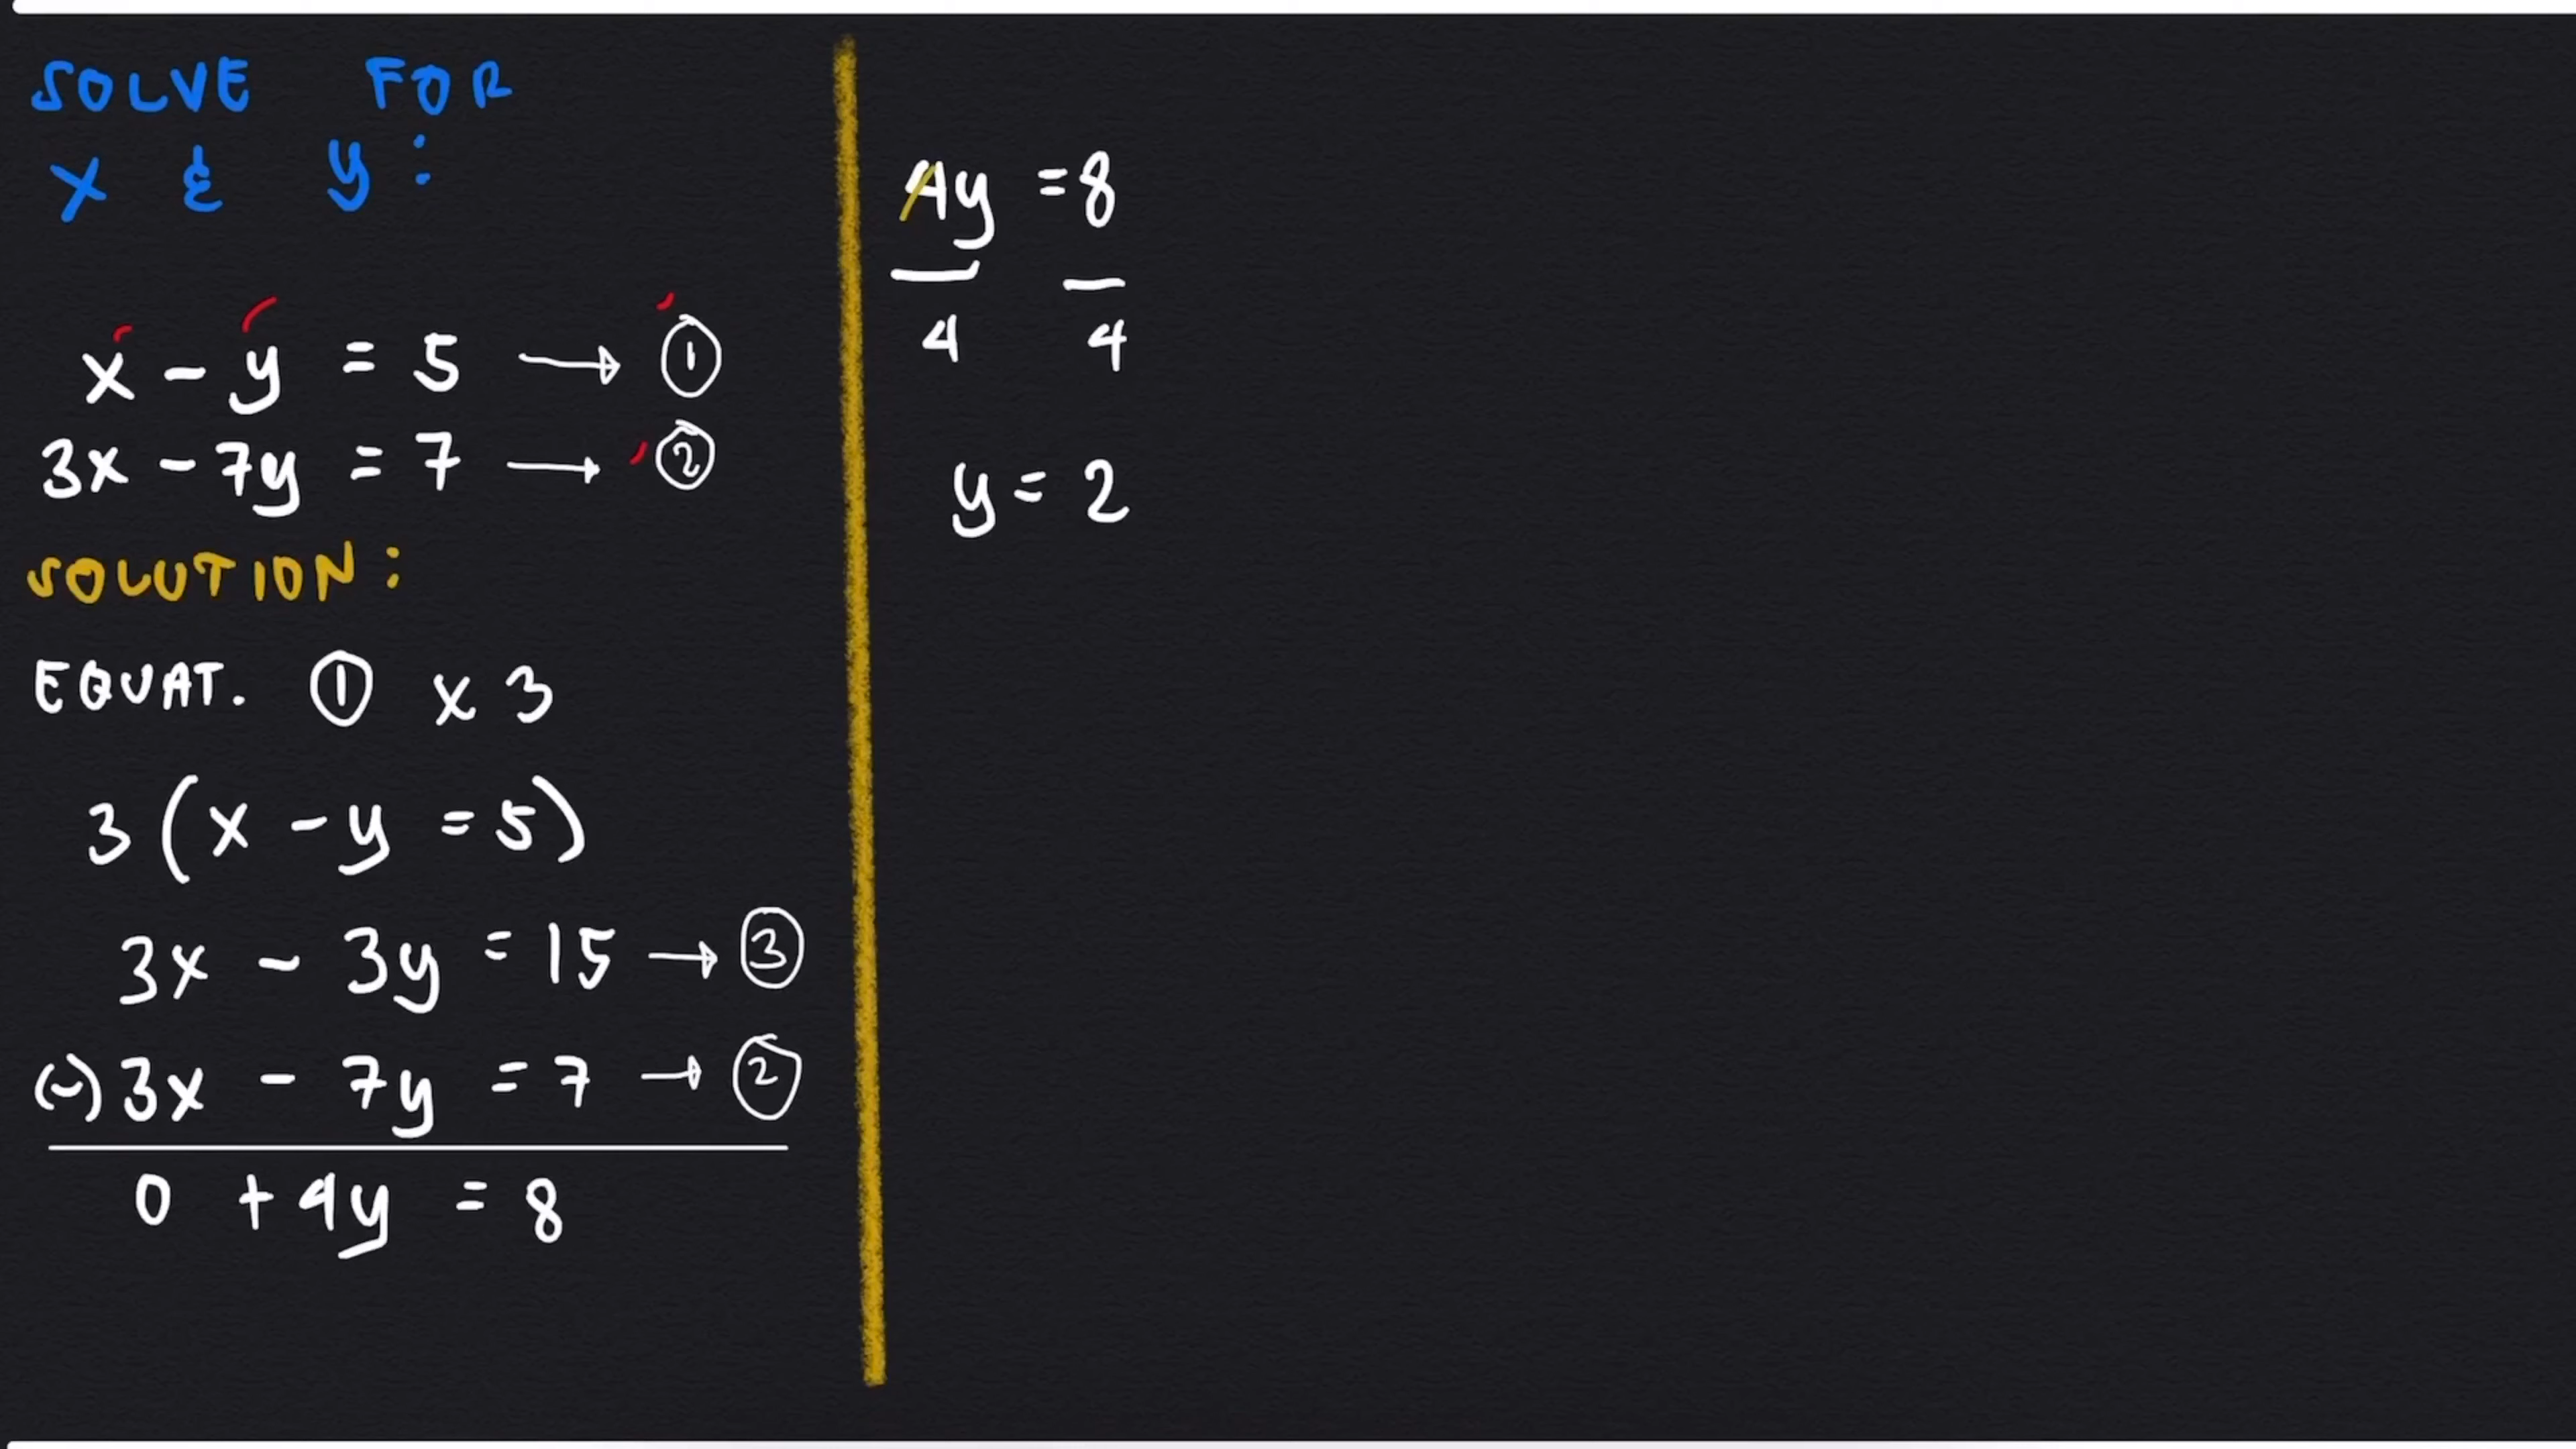 SOLVE FOR
x & y:
x - y = 5 → ①
3x - 7y = 7 → ②
SOLUTION:
EQUAT. ① x 3
3 (x - y = 5)
3x - 3y = 15 → ③
(-) 3x - 7y = 7 → ②
0 + 4y = 8
4y = 8
4 4
y = 2